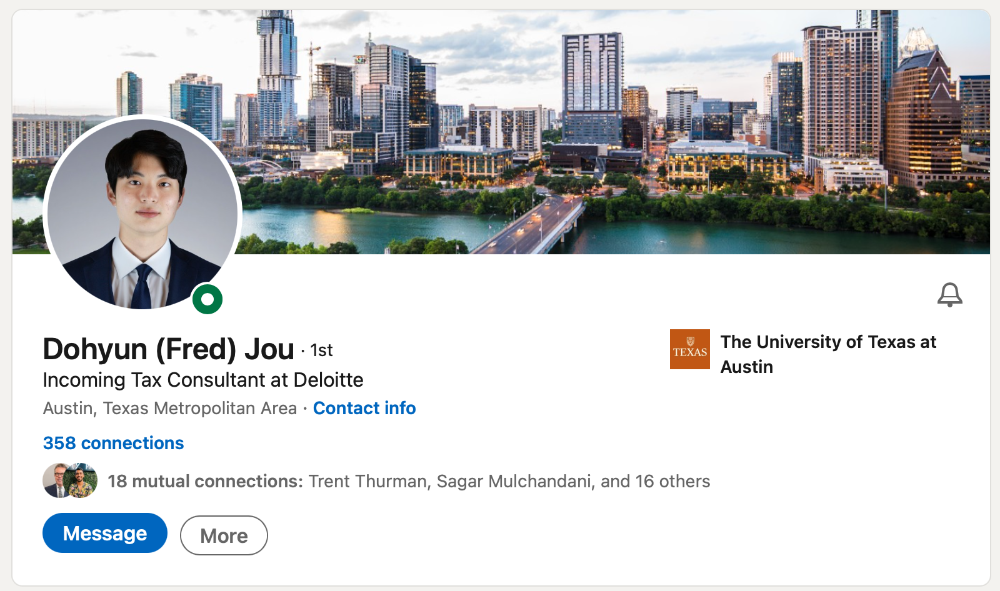 Dohyun (Fred) Jou · 1st
Incoming Tax Consultant at Deloitte
Austin, Texas Metropolitan Area · Contact info
358 connections
18 mutual connections: Trent Thurman, Sagar Mulchandani, and 16 others
Message
More
TEXAS
The University of Texas at
Austin